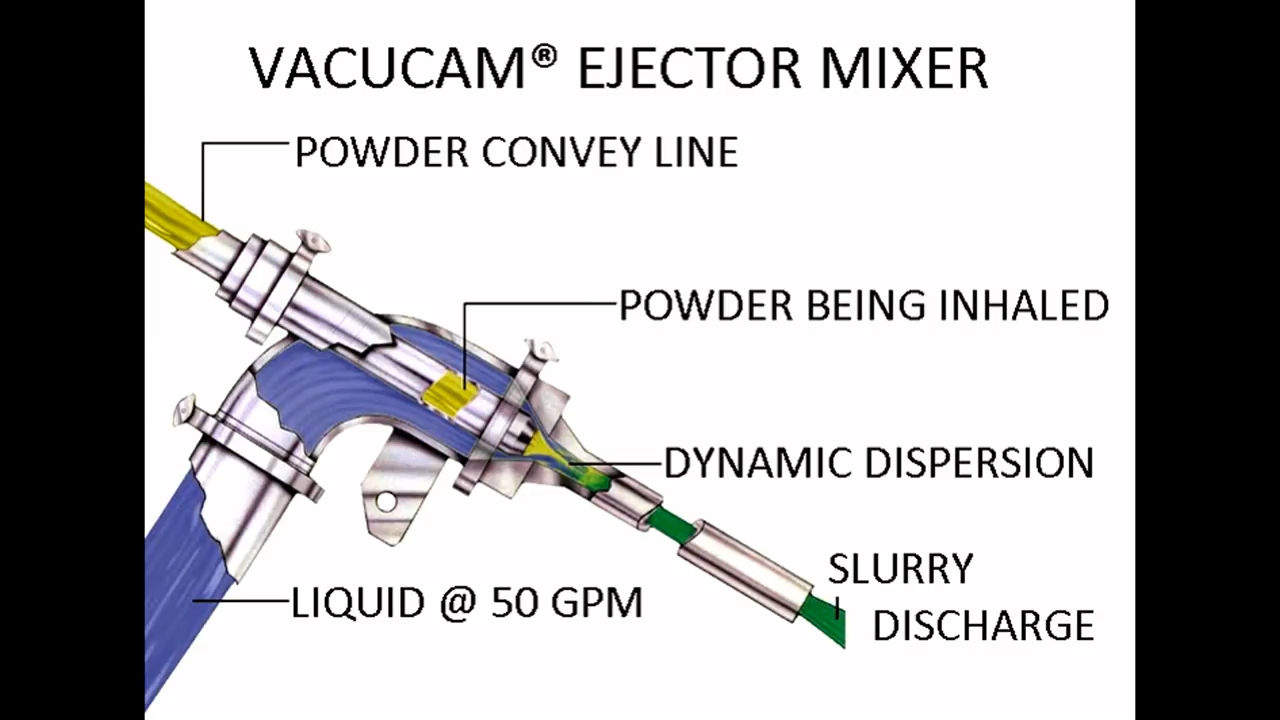 VACUCAM® EJECTOR MIXER
POWDER CONVEY LINE
POWDER BEING INHALED
DYNAMIC DISPERSION
SLURRY
DISCHARGE
LIQUID @ 50 GPM